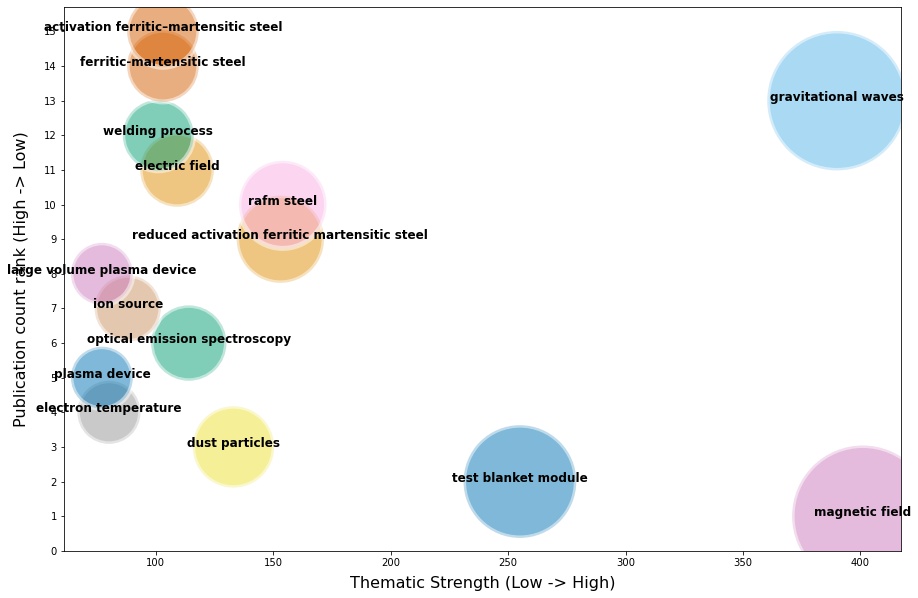 activation ferritic–martensitic steel
15
ferritic-martensitic steel
14
gravitational waves
13
welding process
12
electric field
11
rafm steel
10
reduced activation ferritic martensitic steel
9
large volume plasma device
8
ion source
7
optical emission spectroscopy
6
plasma device
5
electron temperature
4
dust particles
3
test blanket module
2
magnetic field
1
0
Publication count rank (High -> Low)
100 150 200 250 300 350 400
Thematic Strength (Low -> High)